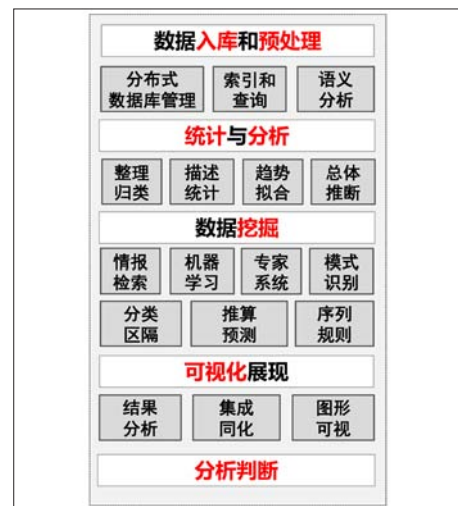 数据入库和预处理
分布式 索引和 语义
数据库管理 查询 分析
统计与分析
整理 描述 趋势 总体
归类 统计 拟合 推断
数据挖掘
情报 机器 专家 模式
检索 学习 系统 识别
分类 推算 序列
区隔 预测 规则
可视化展现
结果 集成 图形
分析 同化 可视
分析判断